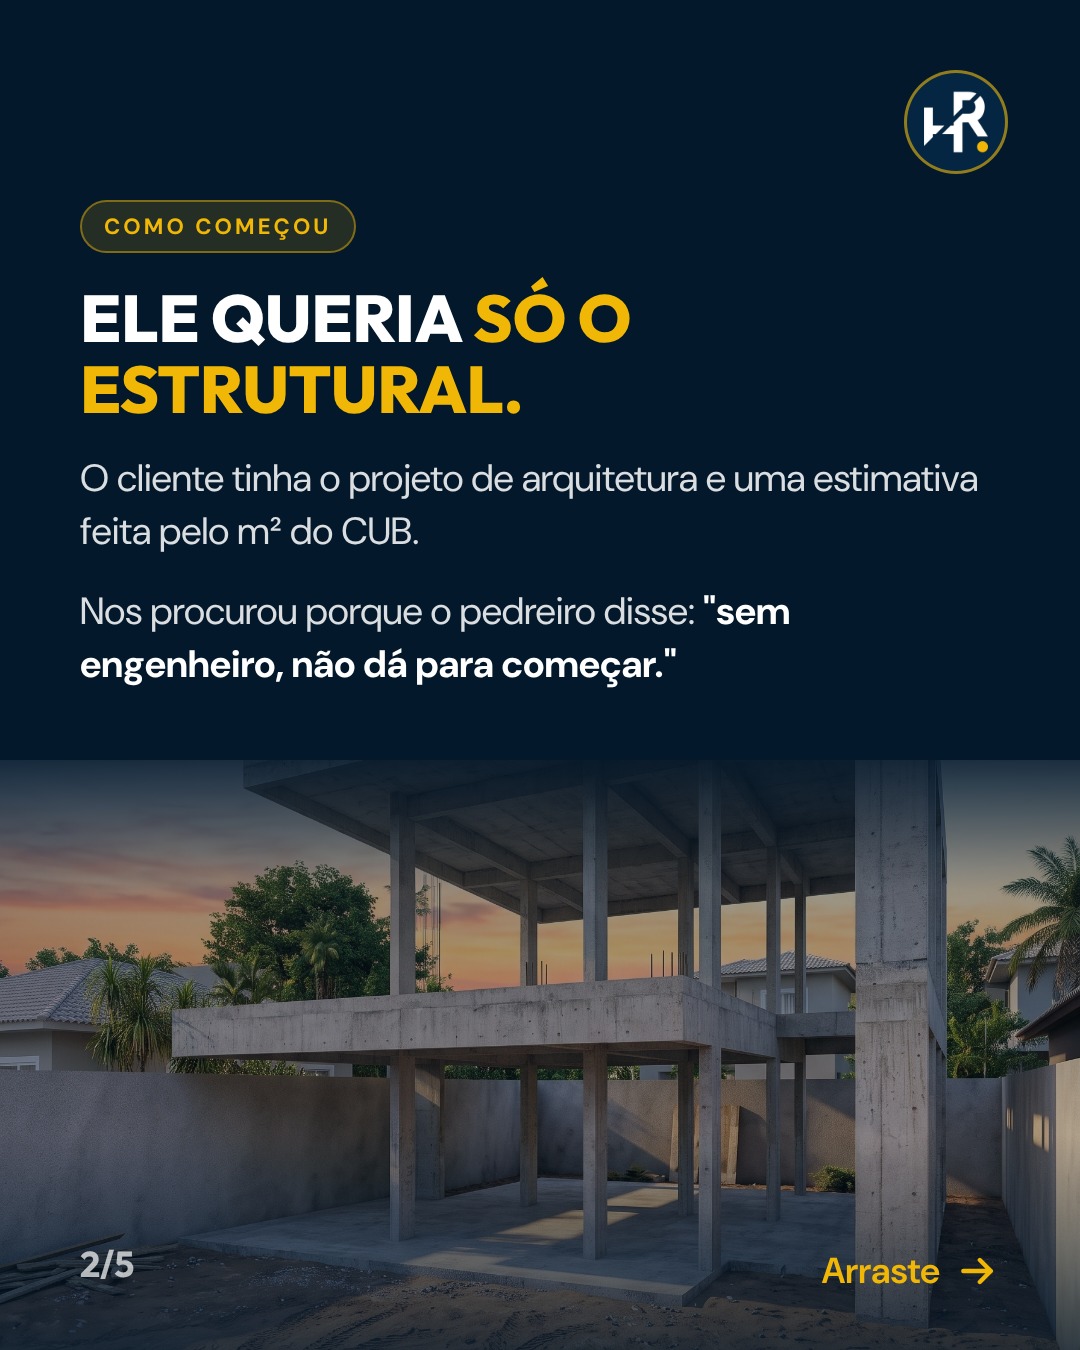 HR.
COMO COMEÇOU
ELE QUERIA SÓ O
ESTRUTURAL.
O cliente tinha o projeto de arquitetura e uma estimativa
feita pelo m² do CUB.
Nos procurou porque o pedreiro disse: "sem
engenheiro, não dá para começar."
2/5
Arraste →